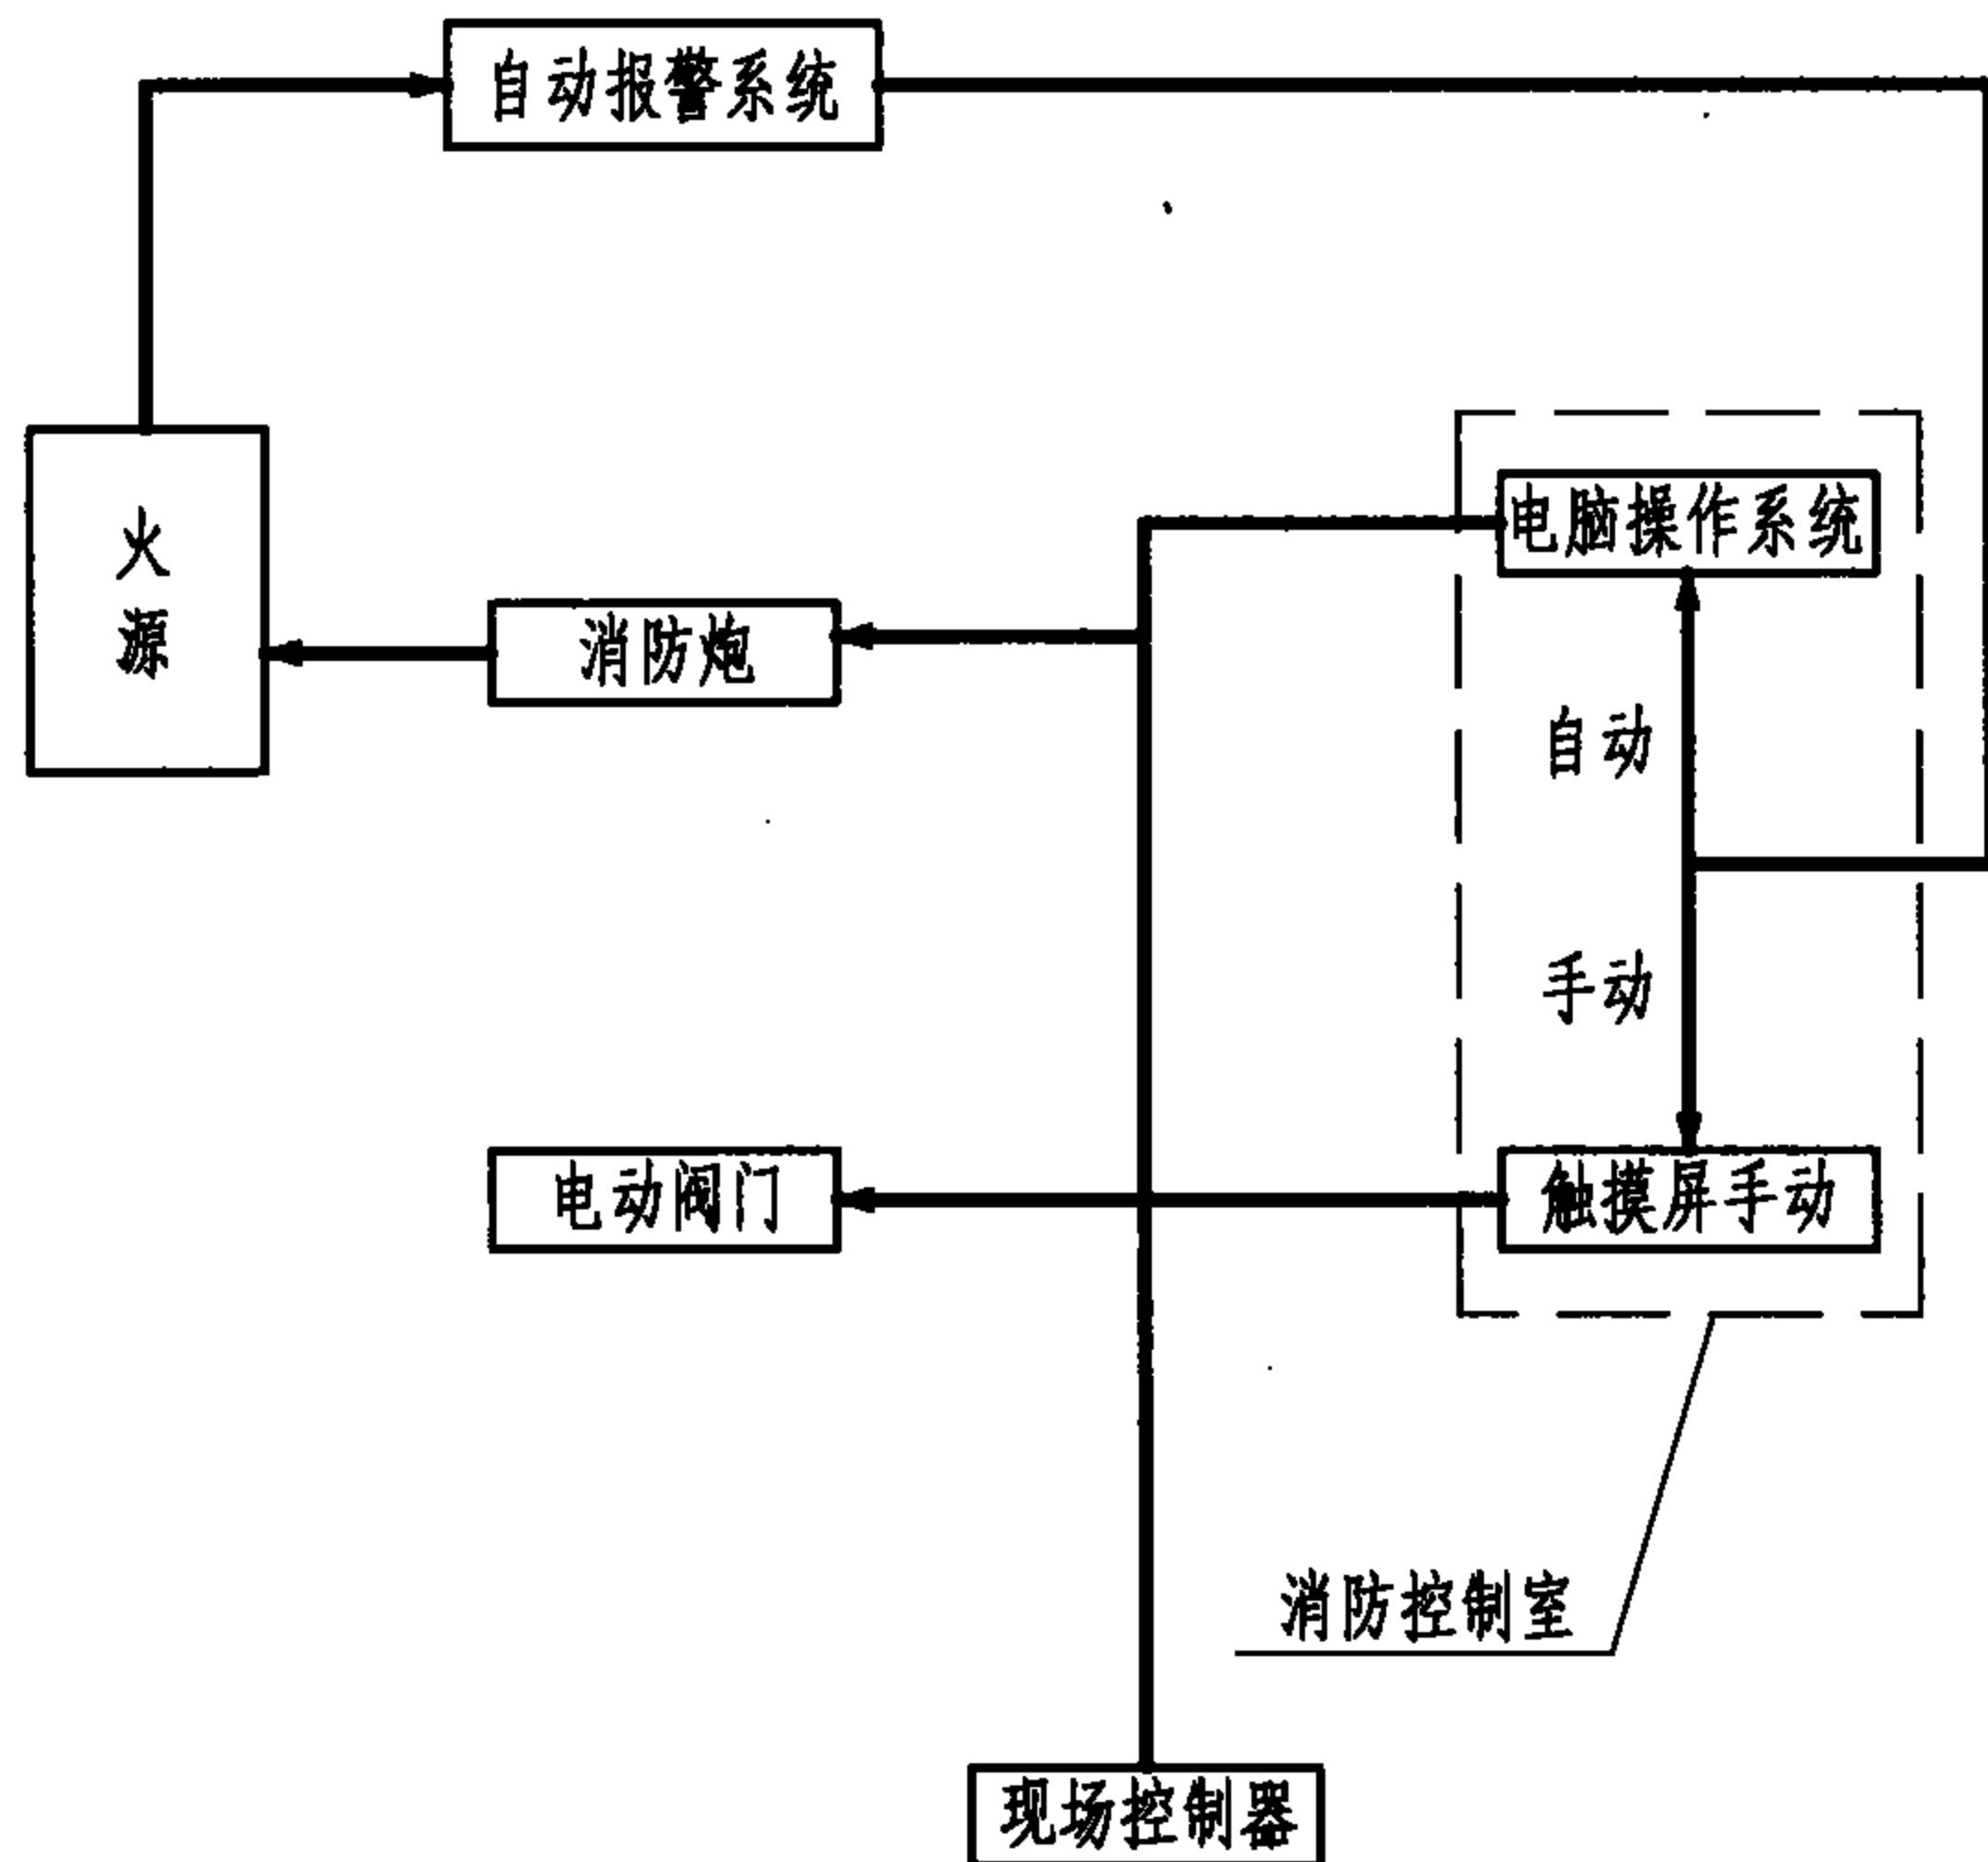 自动报警系统
火
源
电脑操作系统
消防炮
自动
手动
电动阀门
触摸屏手动
消防控制室
现场控制器